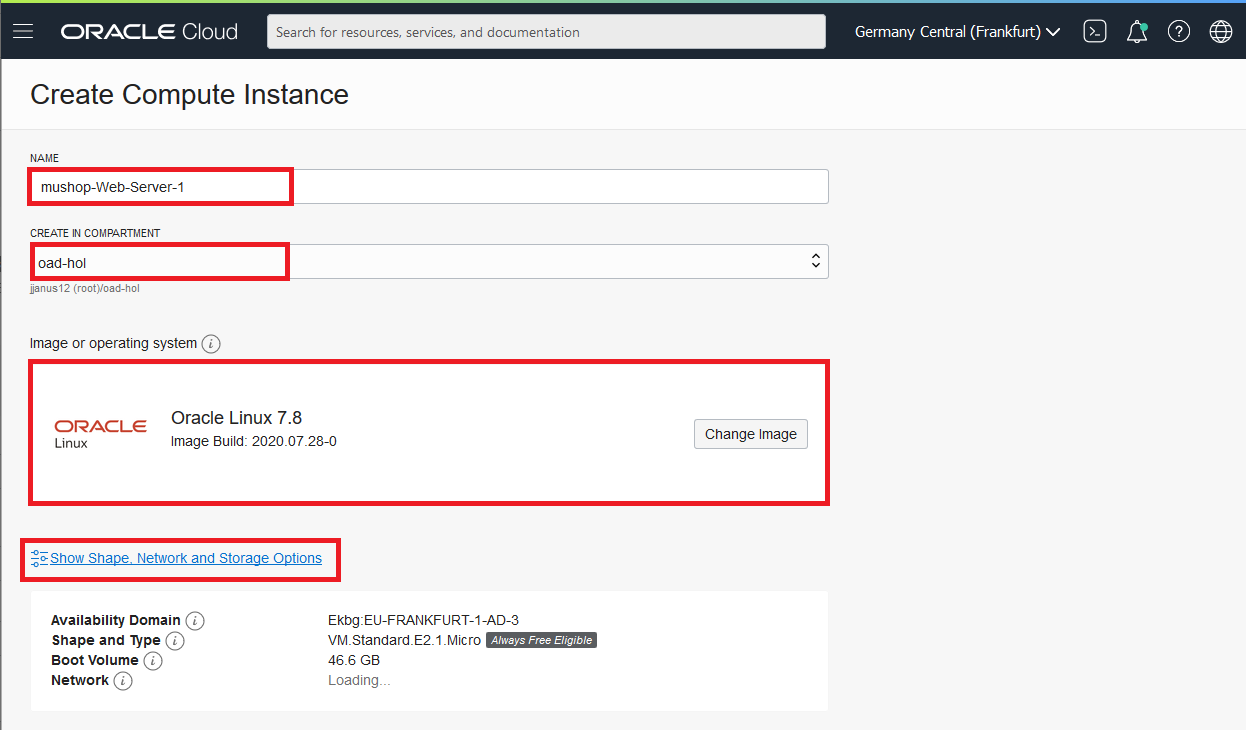 ORACLE Cloud
Search for resources, services, and documentation
Germany Central (Frankfurt)
Create Compute Instance
NAME
mushop-Web-Server-1
CREATE IN COMPARTMENT
oad-hol
jjanus12 (root)/oad-hol
Image or operating system i
ORACLE
Linux
Oracle Linux 7.8
Image Build: 2020.07.28-0
Change Image
Show Shape, Network and Storage Options
Availability Domain i Ekbg:EU-FRANKFURT-1-AD-3
Shape and Type i VM.Standard.E2.1.Micro Always Free Eligible
Boot Volume i 46.6 GB
Network i Loading...